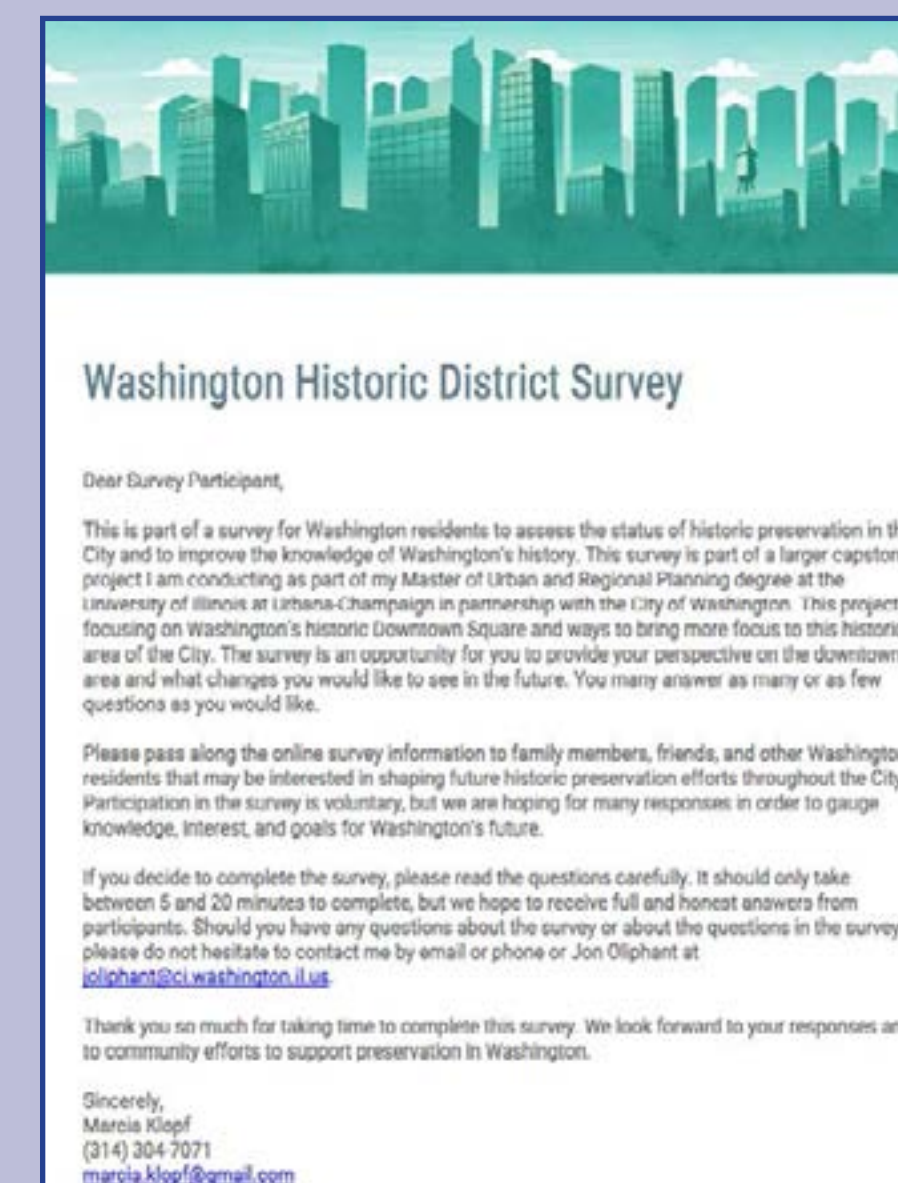 Washington Historic District Survey
Dear Survey Participant,
This is part of a survey for Washington residents to assess the status of historic preservation in th
City and to improve the knowledge of Washington's history. This survey is part of a larger capston
project I am conducting as part of my Master of Urban and Regional Planning degree at the
University of Illinois at Urbana-Champaign in partnership with the City of Washington. This project
focusing on Washington's historic Downtown Square and ways to bring more focus to this historic
area of the City. The survey is an opportunity for you to provide your perspective on the downtown
area and what changes you would like to see in the future. You many answer as many or as few
questions as you would like.
Please pass along the online survey information to family members, friends, and other Washingto
residents that may be interested in shaping future historic preservation efforts throughout the City
Participation in the survey is voluntary, but we are hoping for many responses in order to gauge
knowledge, interest, and goals for Washington's future.
If you decide to complete the survey, please read the questions carefully. It should only take
between 5 and 20 minutes to complete, but we hope to receive full and honest answers from
participants. Should you have any questions about the survey or about the questions in the survey
please do not hesitate to contact me by email or phone or Jon Oliphant at
joliphant@ci.washington.il.us.
Thank you so much for taking time to complete this survey. We look forward to your responses an
to community efforts to support preservation in Washington.
Sincerely,
Marcia Klopf
(314) 304-7071
marcia.klopf@gmail.com